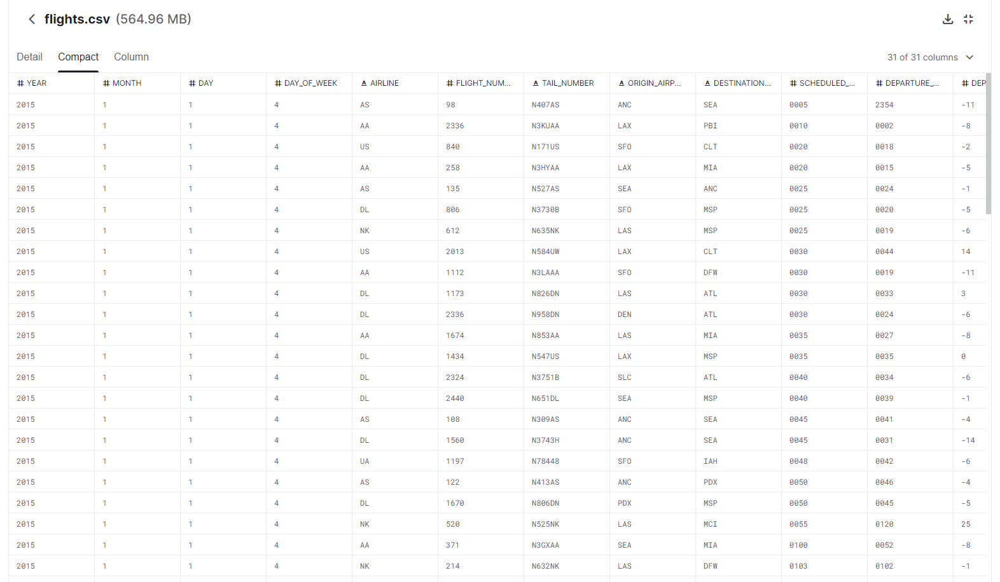 flights.csv (564.96 MB)
Detail Compact Column 31 of 31 columns
# YEAR # MONTH # DAY # DAY_OF_WEEK A AIRLINE # FLIGHT_NUM... A TAIL_NUMBER A ORIGIN_AIRP... A DESTINATION... # SCHEDULED_... # DEPARTURE_... # DEP
2015 1 1 4 AS 98 N407AS ANC SEA 0005 2354 -11
2015 1 1 4 AA 2336 N3KUAA LAX PBI 0010 0002 -8
2015 1 1 4 US 840 N171US SFO CLT 0020 0018 -2
2015 1 1 4 AA 258 N3HYAA LAX MIA 0020 0015 -5
2015 1 1 4 AS 135 N527AS SEA ANC 0025 0024 -1
2015 1 1 4 DL 806 N3730B SFO MSP 0025 0020 -5
2015 1 1 4 NK 612 N635NK LAS MSP 0025 0019 -6
2015 1 1 4 US 2013 N584UW LAX CLT 0030 0044 14
2015 1 1 4 AA 1112 N3LAAA SFO DFW 0030 0019 -11
2015 1 1 4 DL 1173 N826DN LAS ATL 0030 0033 3
2015 1 1 4 DL 2336 N958DN DEN ATL 0030 0024 -6
2015 1 1 4 AA 1674 N853AA LAS MIA 0035 0027 -8
2015 1 1 4 DL 1434 N547US LAX MSP 0035 0035 0
2015 1 1 4 DL 2324 N3751B SLC ATL 0040 0034 -6
2015 1 1 4 DL 2440 N651DL SEA MSP 0040 0039 -1
2015 1 1 4 AS 108 N309AS ANC SEA 0045 0041 -4
2015 1 1 4 DL 1560 N3743H ANC SEA 0045 0031 -14
2015 1 1 4 UA 1197 N78448 SFO IAH 0048 0042 -6
2015 1 1 4 AS 122 N413AS ANC PDX 0050 0046 -4
2015 1 1 4 DL 1670 N806DN PDX MSP 0050 0045 -5
2015 1 1 4 NK 520 N525NK LAS MCI 0055 0120 25
2015 1 1 4 AA 371 N3GXAA SEA MIA 0100 0052 -8
2015 1 1 4 NK 214 N632NK LAS DFW 0103 0102 -1